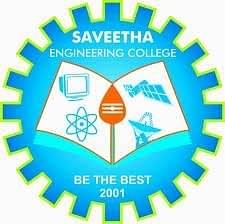 SAVEETHA
ENGINEERING COLLEGE
BE THE BEST
2001